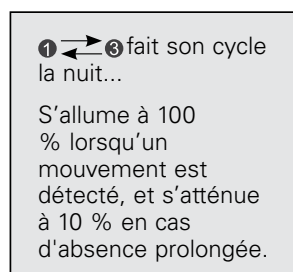 ❶ ⇄ ❸ fait son cycle
la nuit...
S’allume à 100
% lorsqu’un
mouvement est
détecté, et s’atténue
à 10 % en cas
d'absence prolongée.